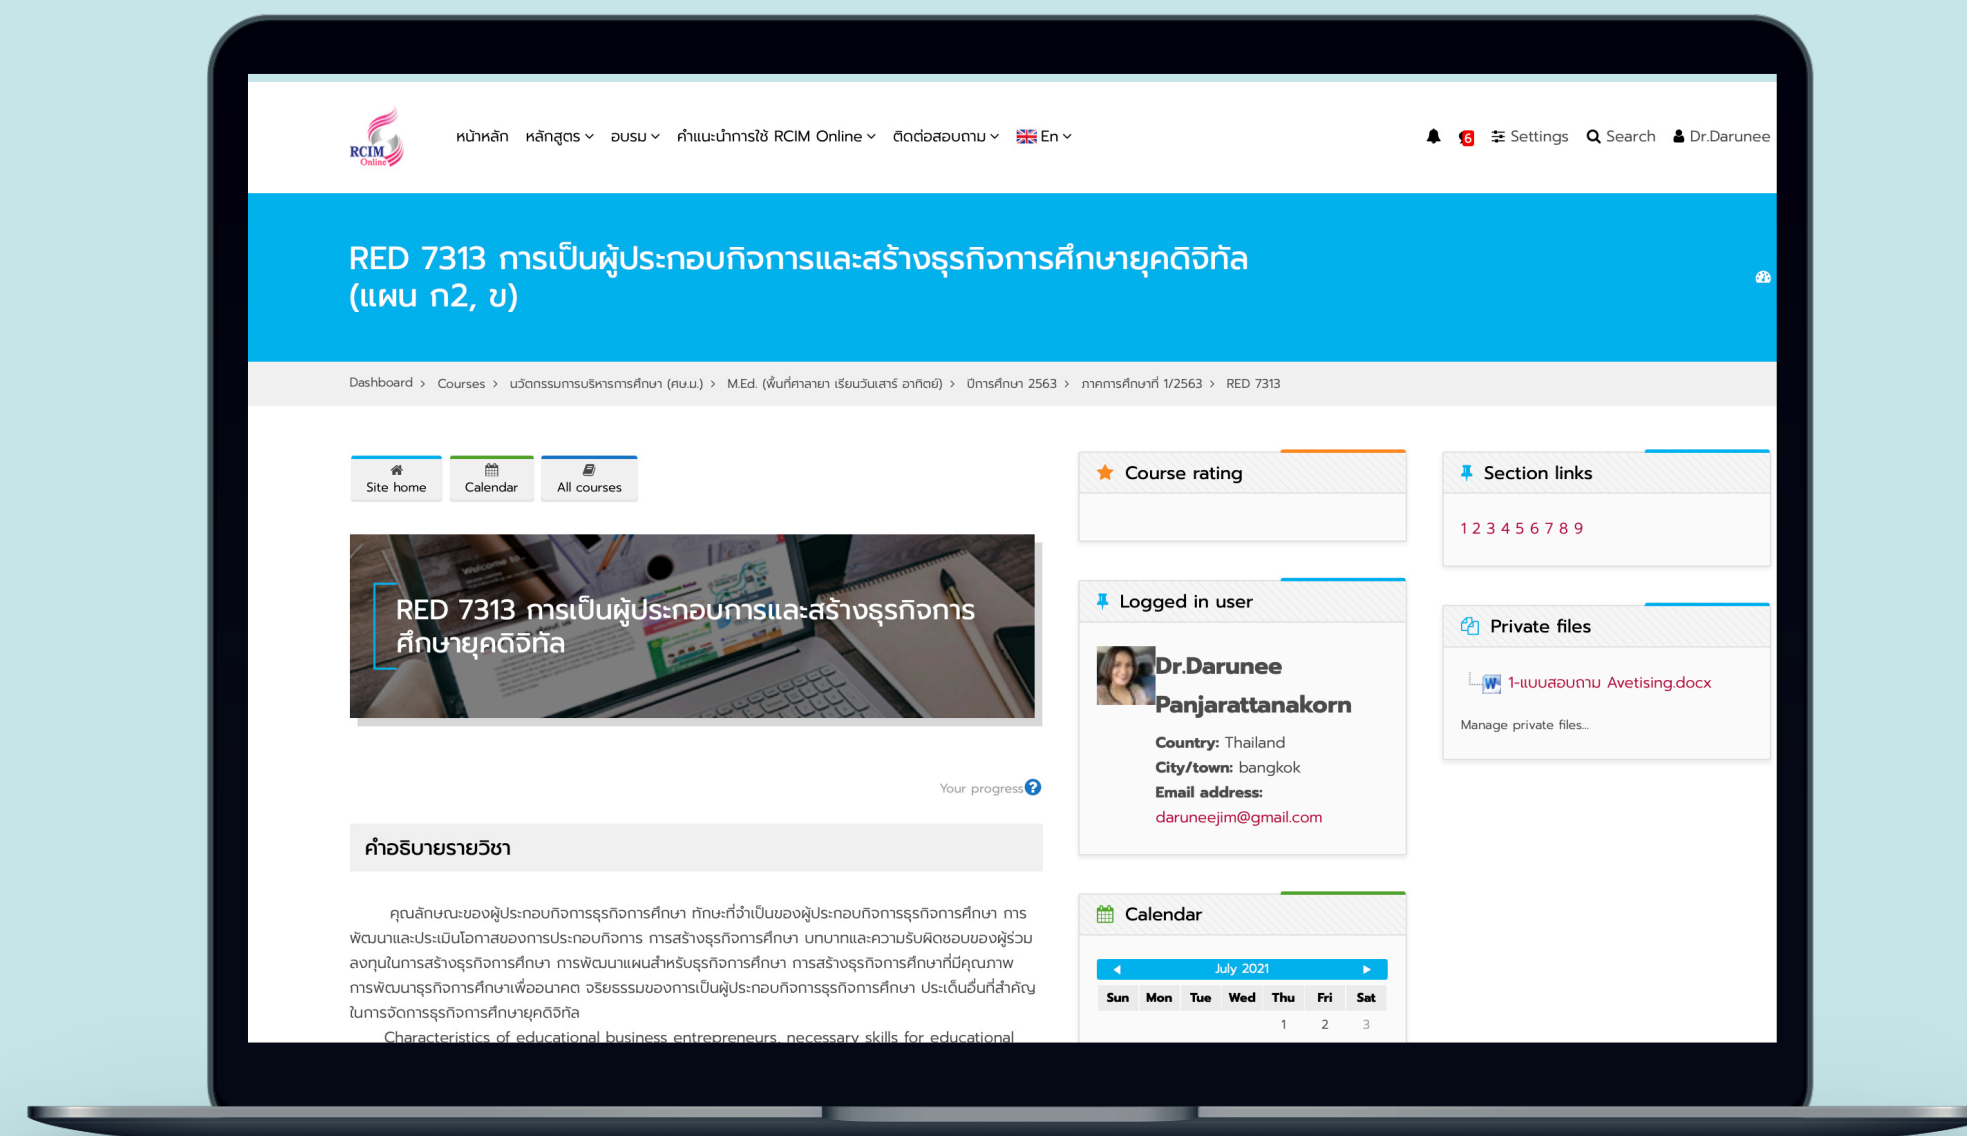 RCIM
Online
หน้าหลัก หลักสูตร อบรม คำแนะนำการใช้ RCIM Online ติดต่อสอบถาม En
6 Settings Search Dr.Darunee
RED 7313 การเป็นผู้ประกอบกิจการและสร้างธุรกิจการศึกษายุคดิจิทัล
(แผน ก2, ข)
Dashboard > Courses > นวัตกรรมการบริหารการศึกษา (ศษ.ม.) > M.Ed. (พื้นที่ศาลายา เรียนวันเสาร์ อาทิตย์) > ปีการศึกษา 2563 > ภาคการศึกษาที่ 1/2563 > RED 7313
Site home Calendar All courses
Welcome to
RED 7313 การเป็นผู้ประกอบการและสร้างธุรกิจการ
ศึกษายุคดิจิทัล
Your progress
คำอธิบายรายวิชา
คุณลักษณะของผู้ประกอบกิจการธุรกิจการศึกษา ทักษะที่จำเป็นของผู้ประกอบกิจการธุรกิจการศึกษา การ
พัฒนาและประเมินโอกาสของการประกอบกิจการ การสร้างธุรกิจการศึกษา บทบาทและความรับผิดชอบของผู้ร่วม
ลงทุนในการสร้างธุรกิจการศึกษา การพัฒนาแผนสำหรับธุรกิจการศึกษา การสร้างธุรกิจการศึกษาที่มีคุณภาพ
การพัฒนาธุรกิจการศึกษาเพื่ออนาคต จริยธรรมของการเป็นผู้ประกอบกิจการธุรกิจการศึกษา ประเด็นอื่นที่สำคัญ
ในการจัดการธุรกิจการศึกษายุคดิจิทัล
Characteristics of educational business entrepreneurs, necessary skills for educational
Course rating
Logged in user
Dr.Darunee
Panjarattanakorn
Country: Thailand
City/town: bangkok
Email address:
daruneejim@gmail.com
Calendar
July 2021
Sun Mon Tue Wed Thu Fri Sat
1 2 3
Section links
1 2 3 4 5 6 7 8 9
Private files
1-แบบสอบถาม Avetising.docx
Manage private files...